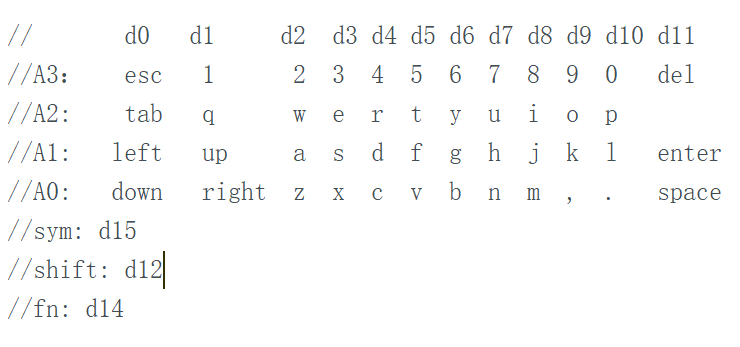 //       d0   d1     d2  d3 d4 d5 d6 d7 d8 d9 d10 d11
//A3:    esc   1      2  3  4  5  6  7  8  9  0   del
//A2:    tab   q      w  e  r  t  y  u  i  o  p
//A1:   left   up     a  s  d  f  g  h  j  k  l   enter
//A0:   down   right  z  x  c  v  b  n  m  ,  .   space
//sym: d15
//shift: d12
//fn: d14